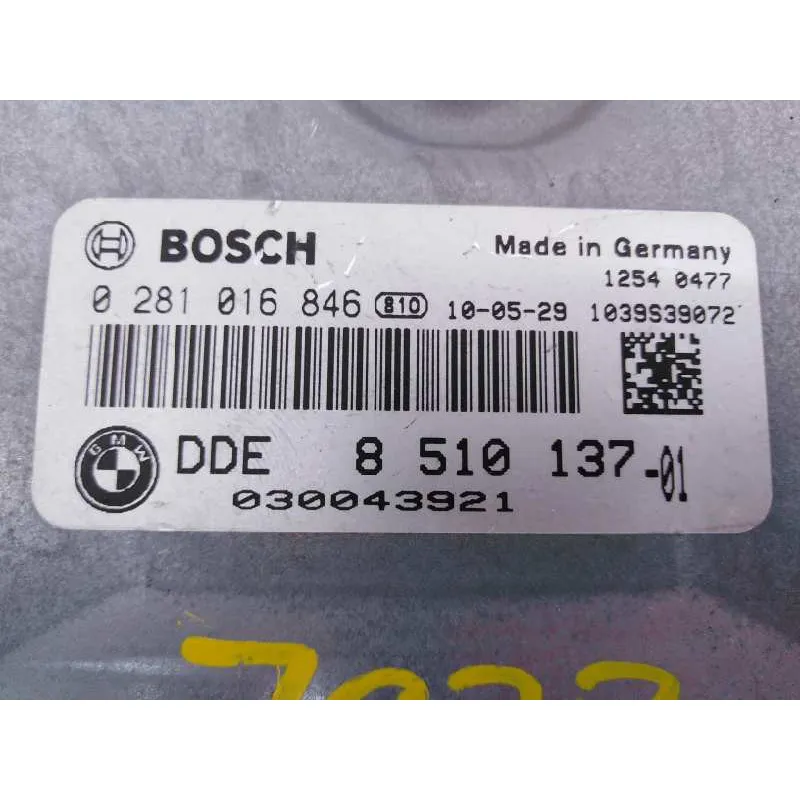 BOSCH Made in Germany
1254 0477
0 281 016 846 810 10-05-29 1039S39072
BMW DDE 8 510 137-01
030043921